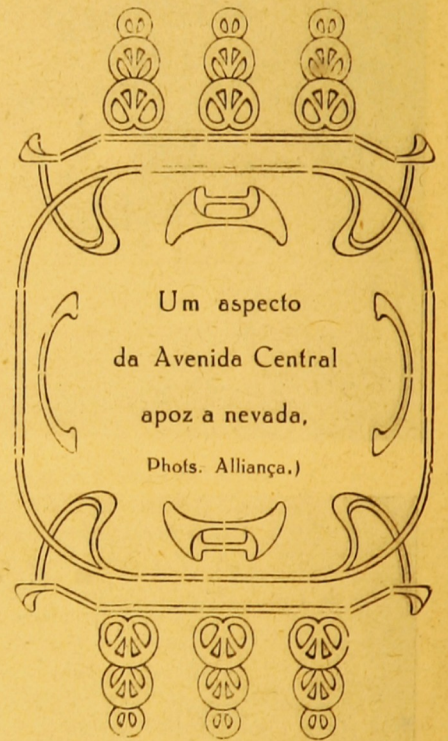 Um aspecto
da Avenida Central
apoz a nevada,
Phots. Alliança.)